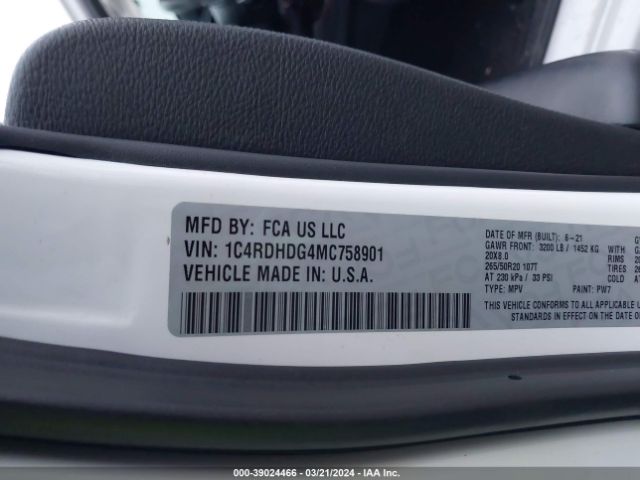 MFD BY: FCA US LLC
VIN: 1C4RDHDG4MC758901
VEHICLE MADE IN: U.S.A.
DATE OF MFR (BUILT): 6-21
GAWR FRONT: 3200 LB / 1452 KG WITH
20X8.0 RIMS
265/50R20 107T TIRES
AT 230 kPa / 33 PSI COLD
TYPE: MPV PAINT: PW7
THIS VEHICLE CONFORMS TO ALL APPLICABLE
STANDARDS IN EFFECT ON THE DATE OF
000-39024466 - 03/21/2024 - IAA Inc.